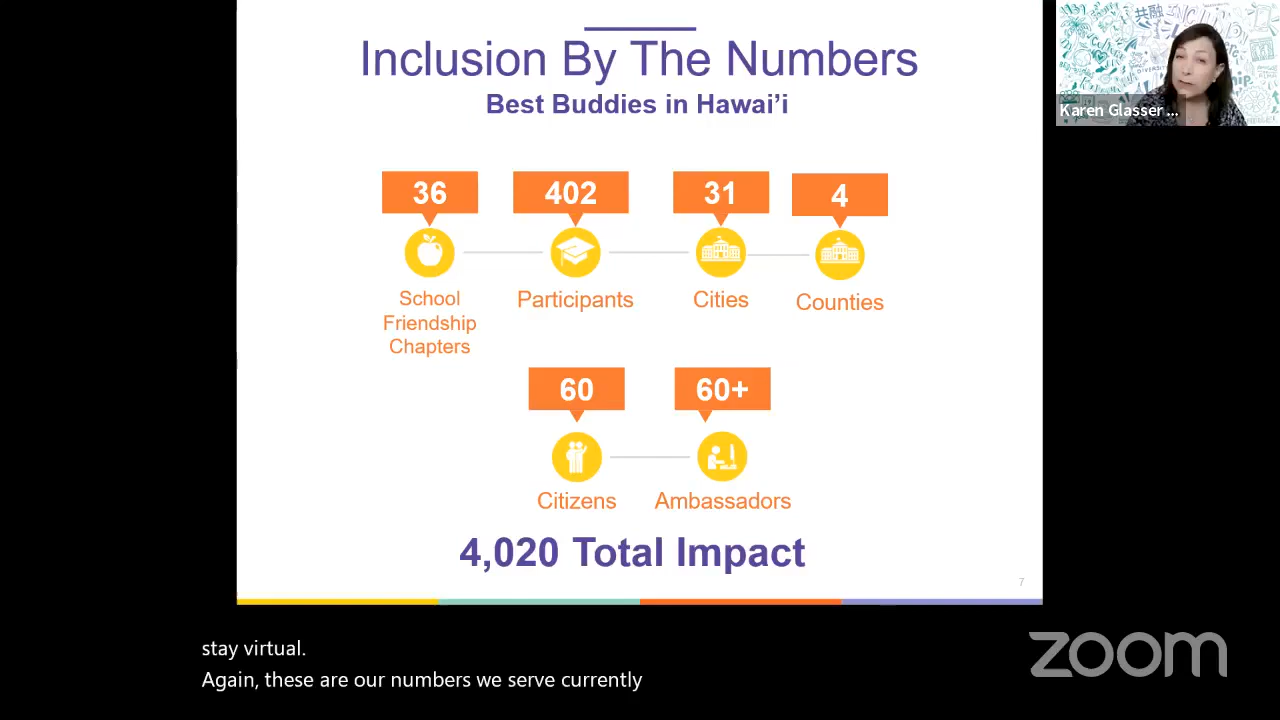 Inclusion By The Numbers
Best Buddies in Hawai’i
36
402
31
4
School
Friendship
Chapters
Participants
Cities
Counties
60
60+
Citizens
Ambassadors
4,020 Total Impact
7
共融
Karen Glasser ...
stay virtual.
Again, these are our numbers we serve currently
zoom